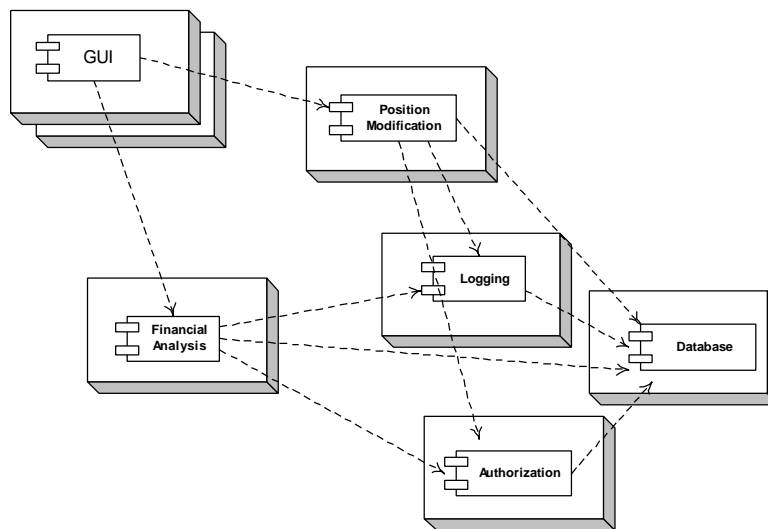 GUI
Position
Modification
Logging
Financial
Analysis
Database
Authorization